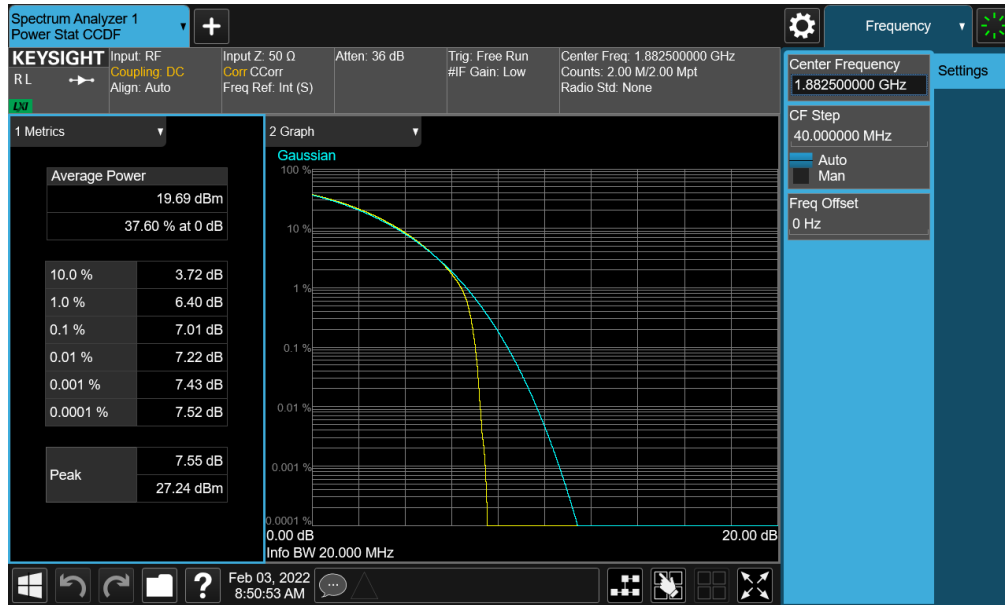 Spectrum Analyzer 1
Power Stat CCDF
+
Frequency
KEYSIGHT
R L
LXI
Input: RF
Coupling: DC
Align: Auto
Input Z: 50 Ω
Corr CCorr
Freq Ref: Int (S)
Atten: 36 dB
Trig: Free Run
#IF Gain: Low
Center Freq: 1.882500000 GHz
Counts: 2.00 M/2.00 Mpt
Radio Std: None
Center Frequency
1.882500000 GHz
Settings
CF Step
40.000000 MHz
Auto
Man
Freq Offset
0 Hz
1 Metrics
Average Power
19.69 dBm
37.60 % at 0 dB
10.0 % 3.72 dB
1.0 % 6.40 dB
0.1 % 7.01 dB
0.01 % 7.22 dB
0.001 % 7.43 dB
0.0001 % 7.52 dB
Peak
7.55 dB
27.24 dBm
2 Graph
Gaussian
100 %
10 %
1 %
0.1 %
0.01 %
0.001 %
0.0001 %
0.00 dB 20.00 dB
Info BW 20.000 MHz
?
Feb 03, 2022
8:50:53 AM